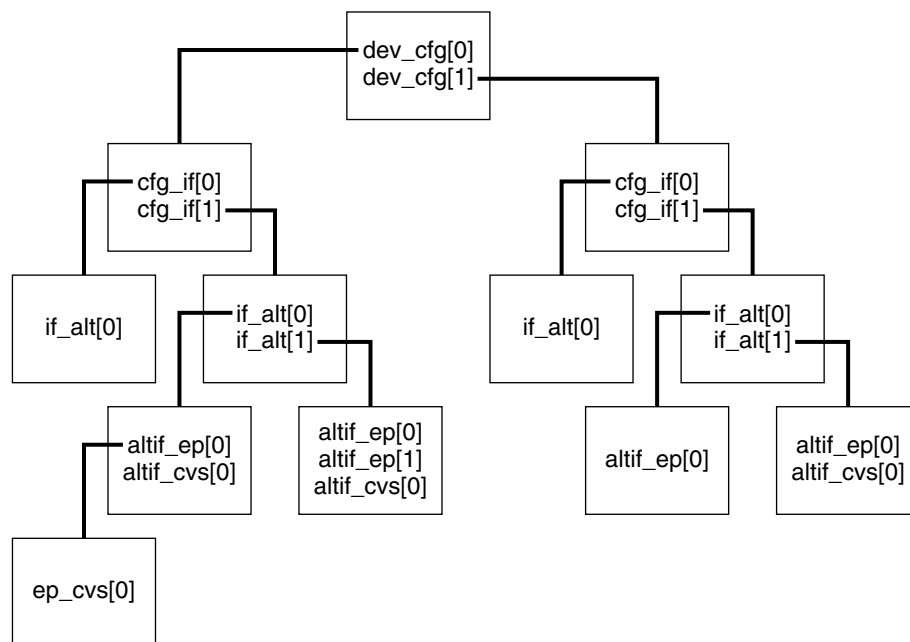 dev_cfg[0]
dev_cfg[1]
cfg_if[0]
cfg_if[1]
cfg_if[0]
cfg_if[1]
if_alt[0]
if_alt[0]
if_alt[1]
if_alt[0]
if_alt[0]
if_alt[1]
altif_ep[0]
altif_cvs[0]
altif_ep[0]
altif_ep[1]
altif_cvs[0]
altif_ep[0]
altif_ep[0]
altif_cvs[0]
ep_cvs[0]